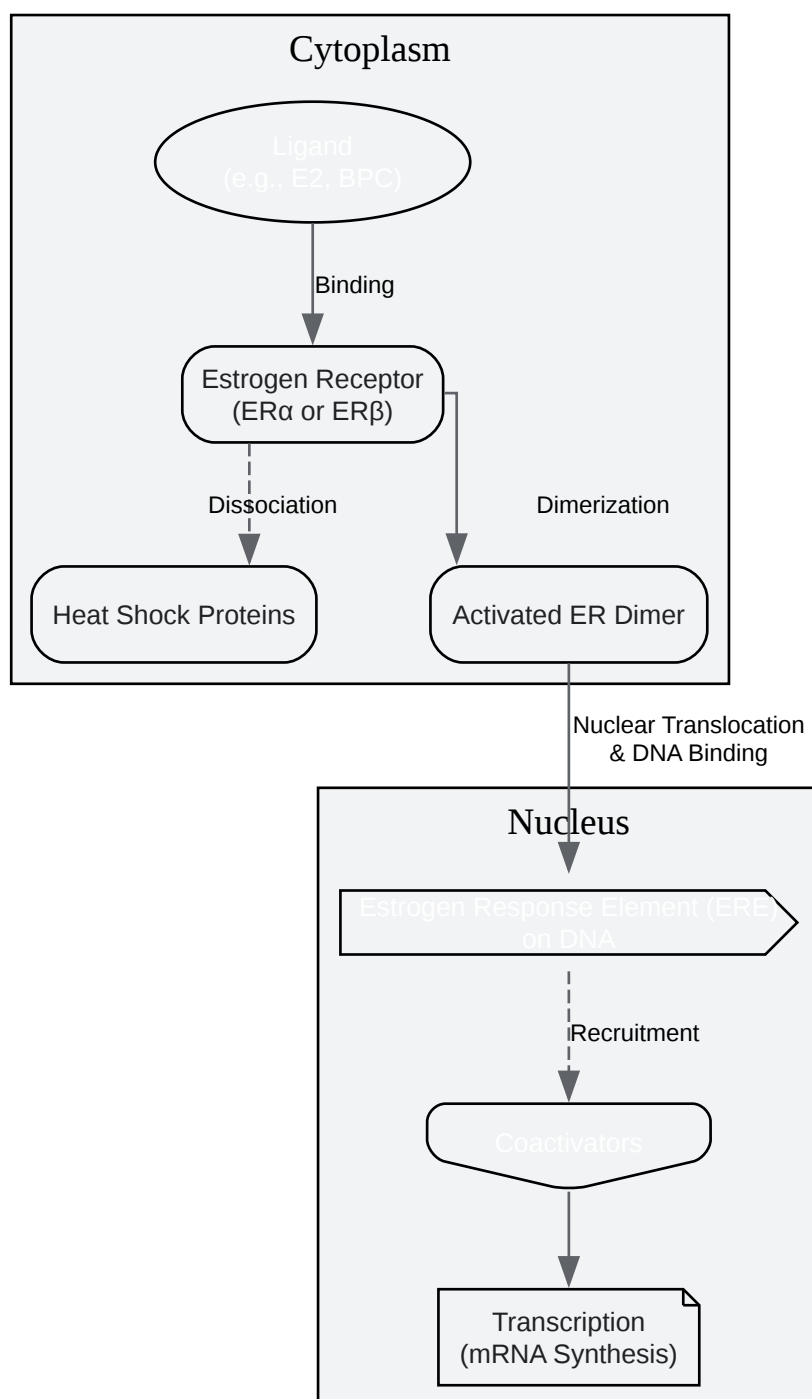 Cytoplasm
Ligand
(e.g., E2, BPC)
Binding
Estrogen Receptor
(ERα or ERβ)
Dissociation
Dimerization
Heat Shock Proteins
Activated ER Dimer
Nuclear Translocation
& DNA Binding
Nucleus
Estrogen Response Element (ERE)
on DNA
Recruitment
Coactivators
Transcription
(mRNA Synthesis)